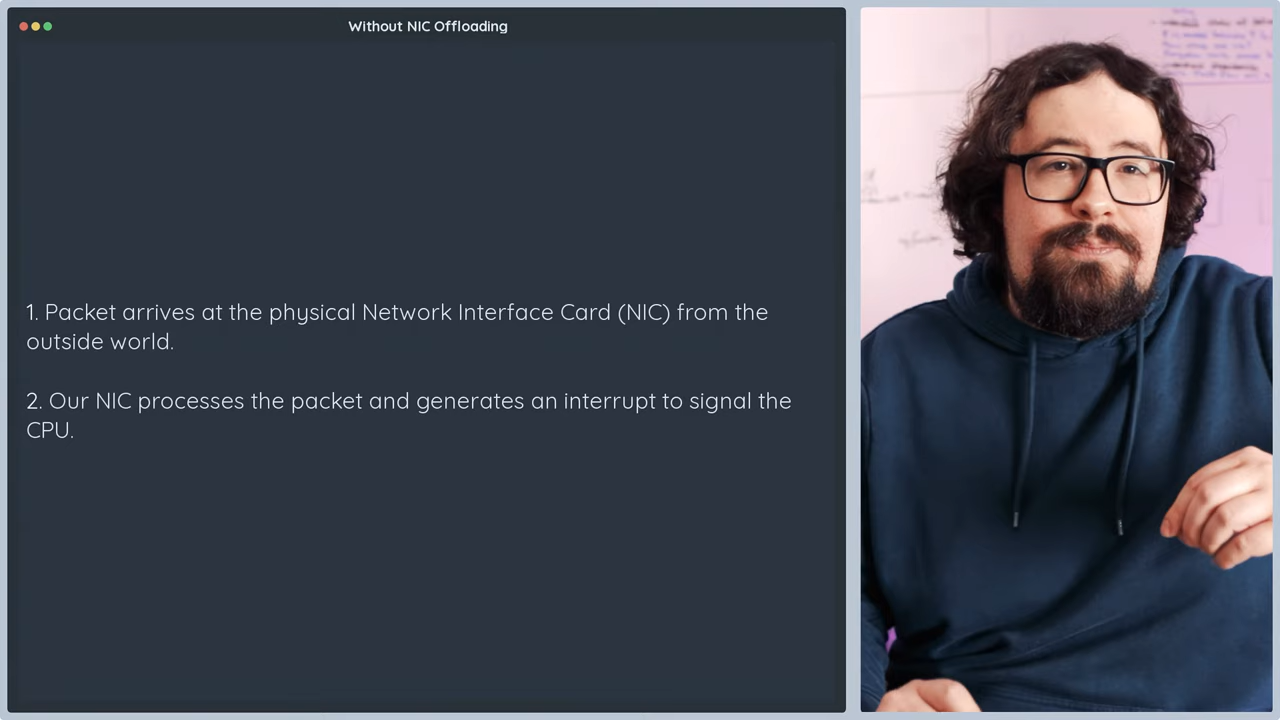 Without NIC Offloading
1. Packet arrives at the physical Network Interface Card (NIC) from the
outside world.
2. Our NIC processes the packet and generates an interrupt to signal the
CPU.